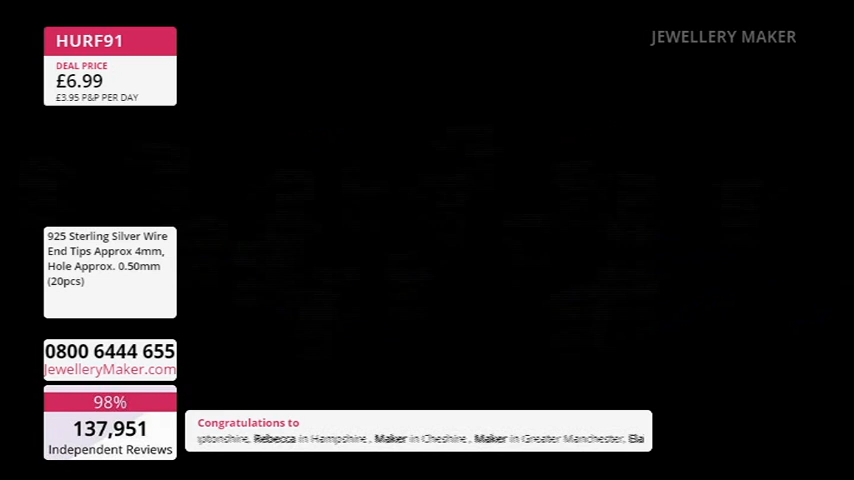 HURF91
DEAL PRICE
£6.99
£3.95 P&P PER DAY
JEWELLERY MAKER
925 Sterling Silver Wire
End Tips Approx 4mm,
Hole Approx. 0.50mm
(20pcs)
0800 6444 655
JewelleryMaker.com
98%
137,951
Independent Reviews
Congratulations to
ptonshire, Rebecca in Hampshire, Maker in Cheshire, Maker in Greater Manchester, Ela